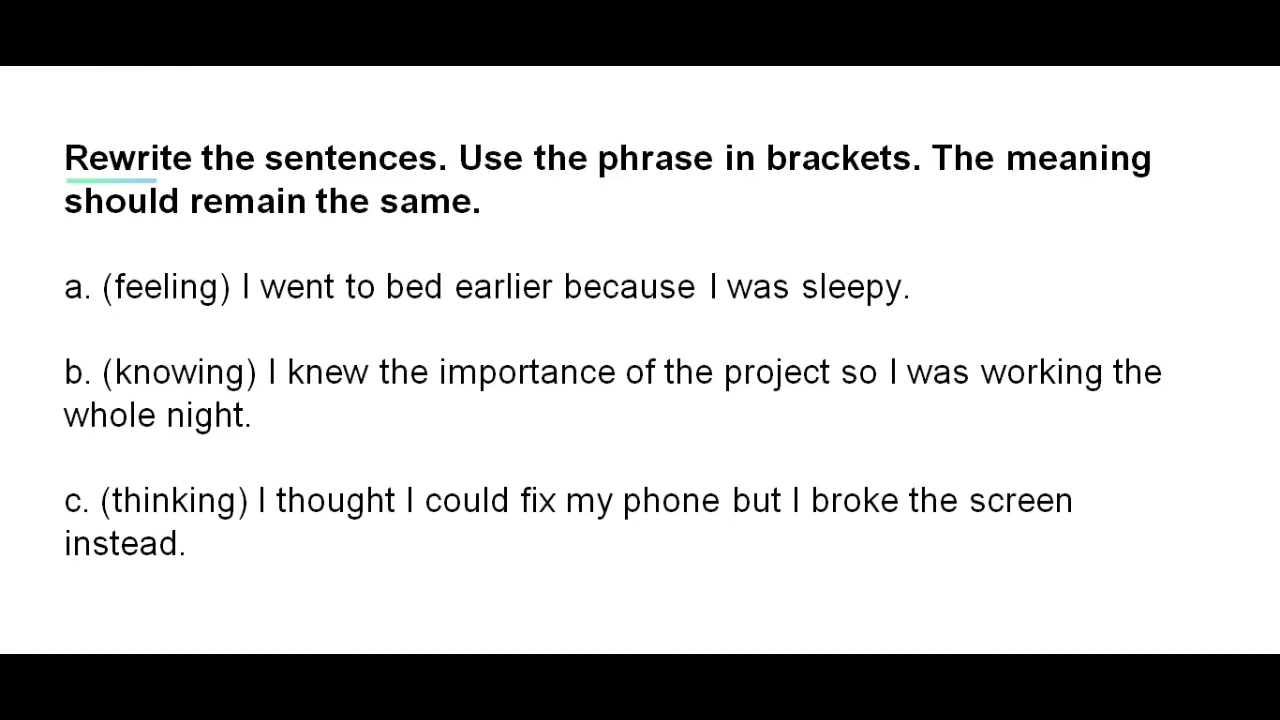 Rewrite the sentences. Use the phrase in brackets. The meaning
should remain the same.
a. (feeling) I went to bed earlier because I was sleepy.
b. (knowing) I knew the importance of the project so I was working the
whole night.
c. (thinking) I thought I could fix my phone but I broke the screen
instead.